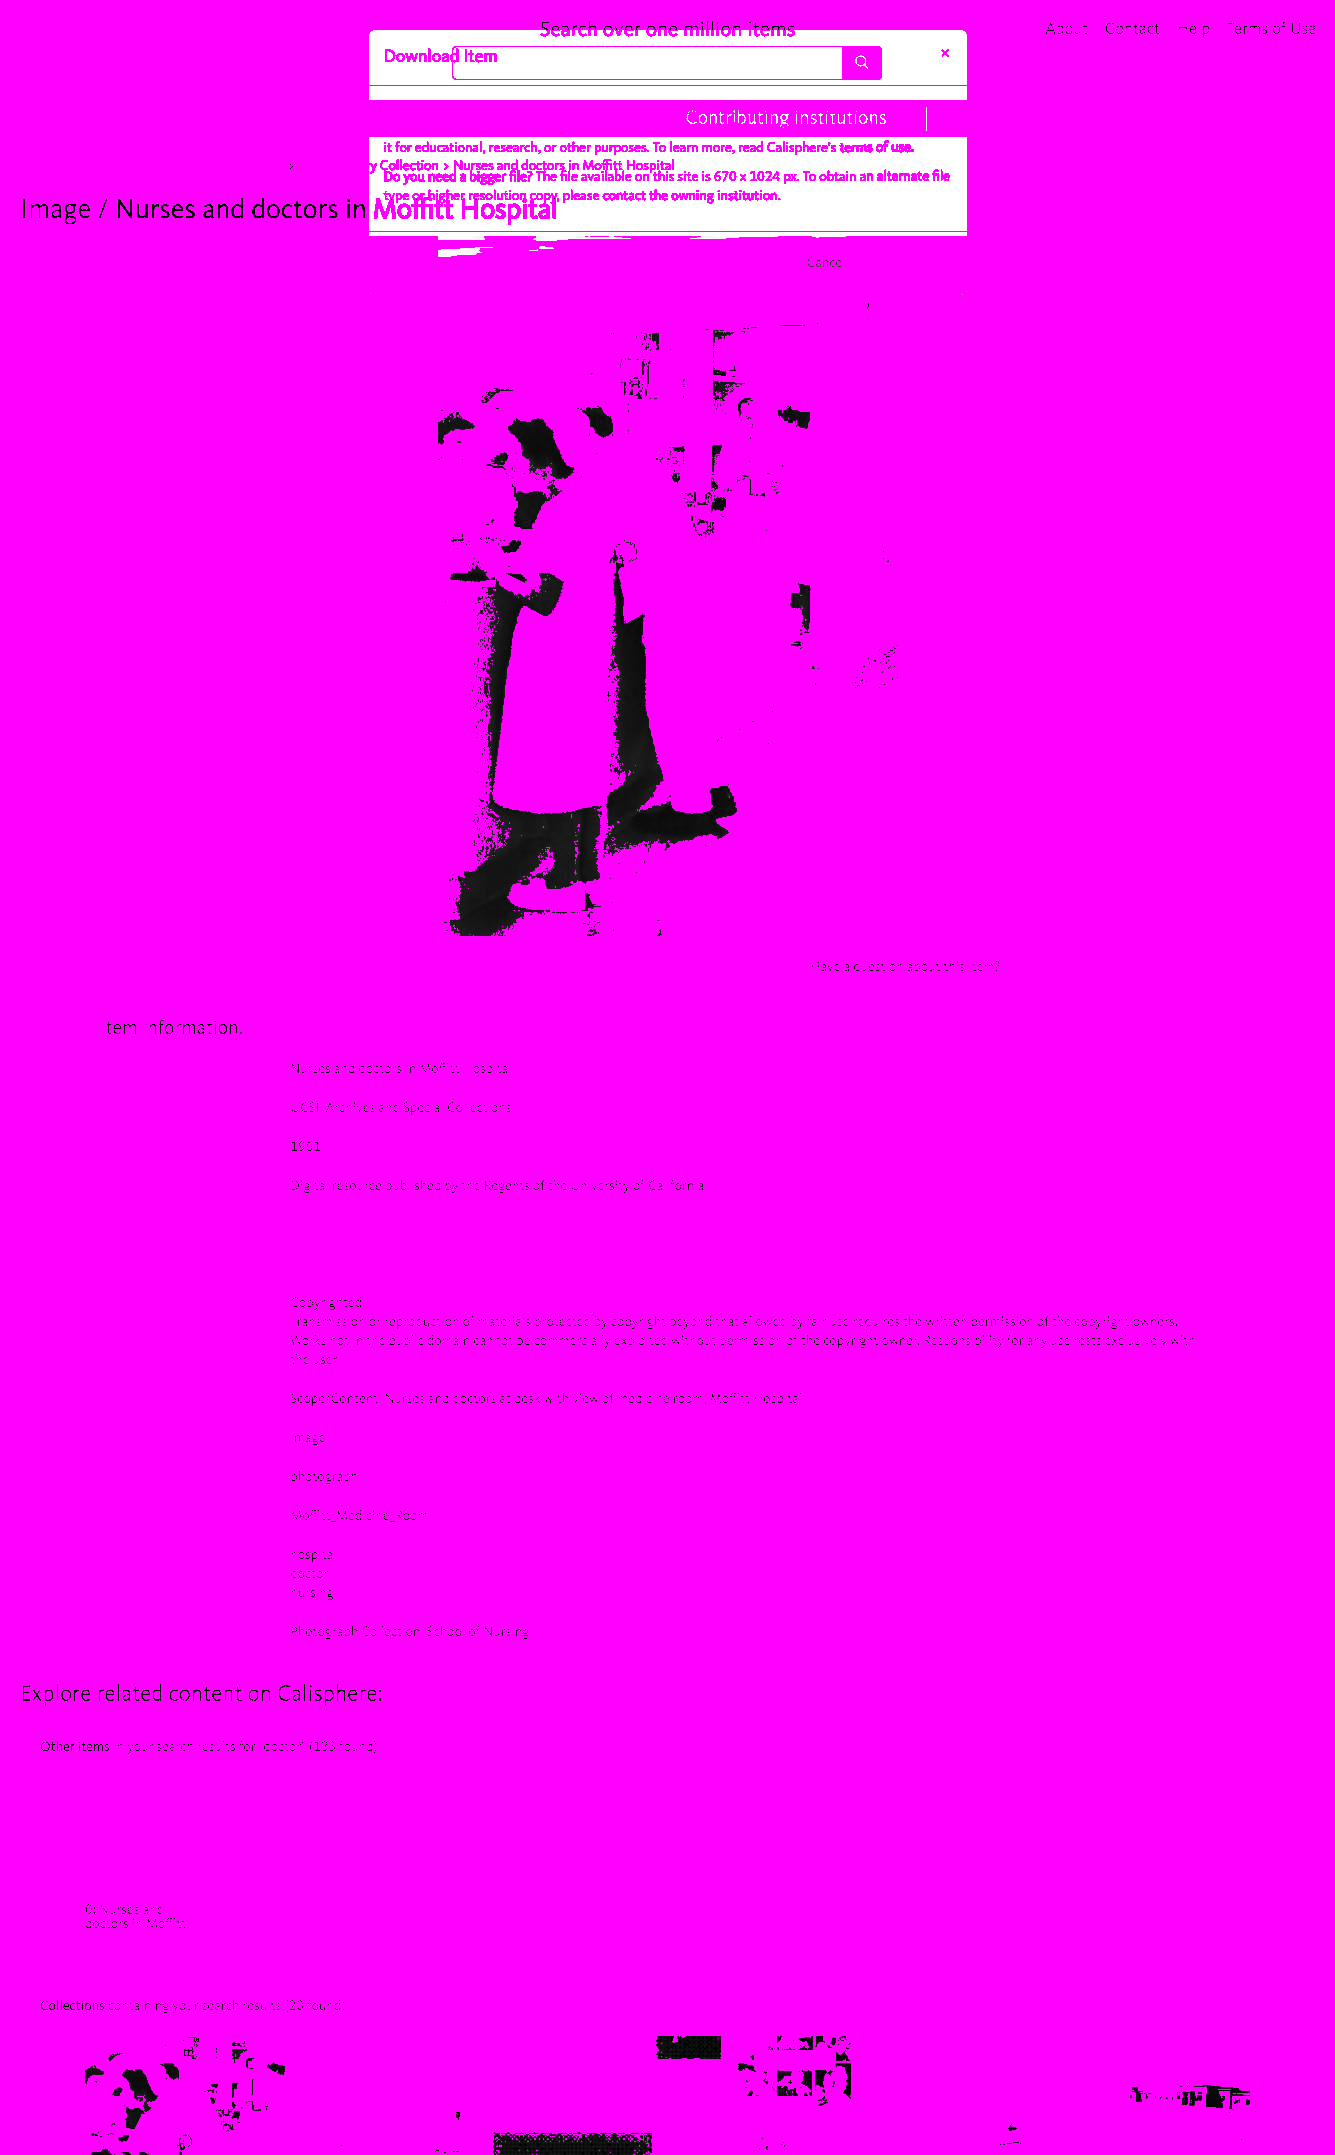 Search over one million items
About Contact Help Terms of Use
Download Item
×
Contributing institutions
it for educational, research, or other purposes. To learn more, read Calisphere's terms of use.
> y Collection > Nurses and doctors in Moffitt Hospital
Do you need a bigger file? The file available on this site is 670 x 1024 px. To obtain an alternate file
type or higher resolution copy, please contact the owning institution.
Image / Nurses and doctors in Moffitt Hospital
Cance
Have a question about this item?
tem Information.
Nurses and doctors in Moffitt Hospital
UCSF Archives and Special Collections
1961
Digital resource published by the Regents of the University of California
Copyrighted
Transmission or reproduction of materials protected by copyright beyond that allowed by fair use requires the written permission of the copyright owners.
Works not in the public domain cannot be commercially exploited without permission of the copyright owner. Responsibility for any use rests exclusively with
the user.
Scope/Content: Nurses and doctors at desk with view of medicine room, Moffitt Hospital
image
photograph
Moffitt_Medicine_Room
hospital
doctor
nursing
Photograph Collection School of Nursing
Explore related content on Calisphere:
Other items in your search results for "doctor" (193 found)
0: Nurses and
doctors in Moffitt
Collections containing your search results (20 found)